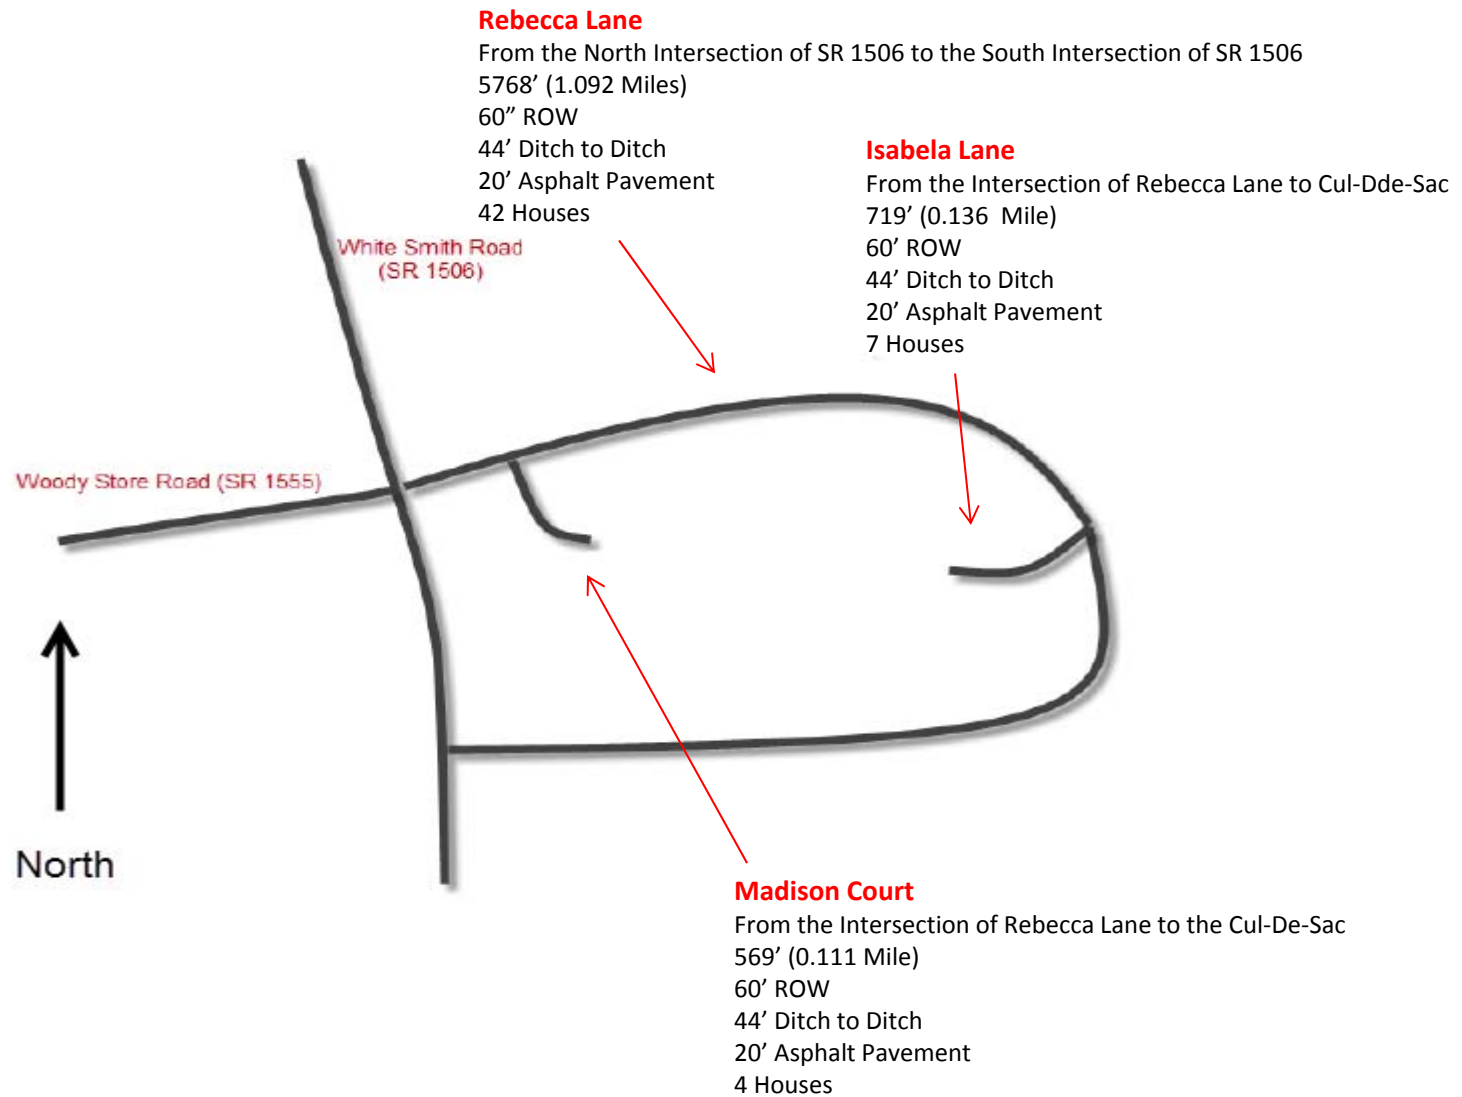 Rebecca Lane
From the North Intersection of SR 1506 to the South Intersection of SR 1506
5768’ (1.092 Miles)
60” ROW
44’ Ditch to Ditch
20’ Asphalt Pavement
42 Houses
Isabela Lane
From the Intersection of Rebecca Lane to Cul-Dde-Sac
719’ (0.136  Mile)
60’ ROW
44’ Ditch to Ditch
20’ Asphalt Pavement
7 Houses
White Smith Road
(SR 1506)
Woody Store Road (SR 1555)
North
Madison Court
From the Intersection of Rebecca Lane to the Cul-De-Sac
569’ (0.111 Mile)
60’ ROW
44’ Ditch to Ditch
20’ Asphalt Pavement
4 Houses